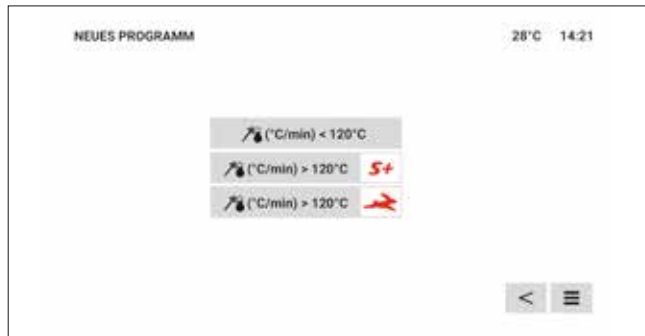 NEUES PROGRAMM 28°C 14:21
(°C/min) < 120°C
(°C/min) > 120°C S+
(°C/min) > 120°C
<